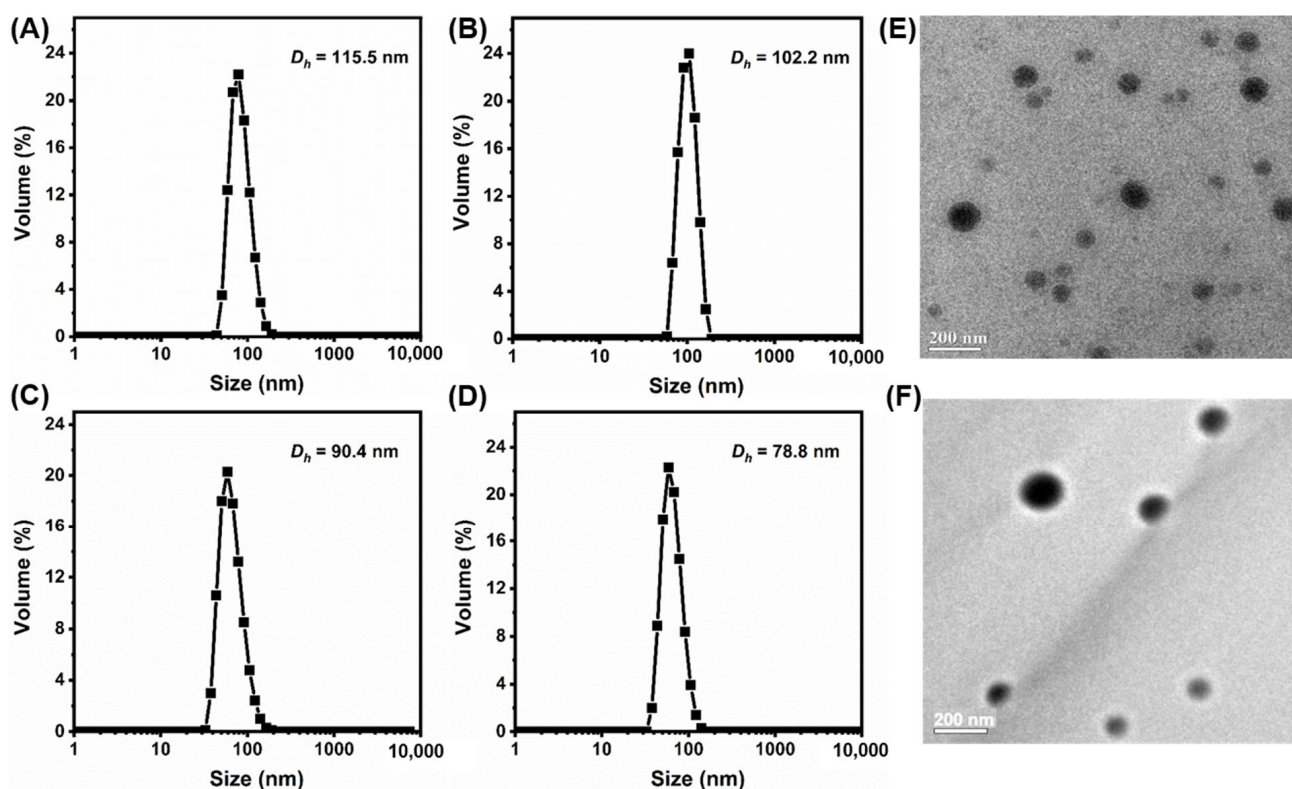 (A)
Volume (%)
24
20
16
12
8
4
0
D_h = 115.5 nm
1 10 100 1000 10,000
Size (nm)
(B)
Volume (%)
24
20
16
12
8
4
0
D_h = 102.2 nm
1 10 100 1000 10,000
Size (nm)
(E)
200 nm
(C)
Volume (%)
24
20
16
12
8
4
0
D_h = 90.4 nm
1 10 100 1000 10,000
Size (nm)
(D)
Volume (%)
24
20
16
12
8
4
0
D_h = 78.8 nm
1 10 100 1000 10,000
Size (nm)
(F)
200 nm